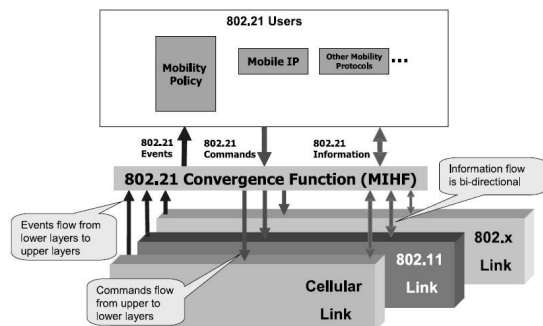 802.21 Users
Mobility
Policy
Mobile IP
Other Mobility
Protocols
...
802.21
Events
802.21
Commands
802.21
Information
802.21 Convergence Function (MIHF)
Information flow
is bi-directional
Events flow from
lower layers to
upper layers
802.x
Link
802.11
Link
Commands flow
from upper to
lower layers
Cellular
Link